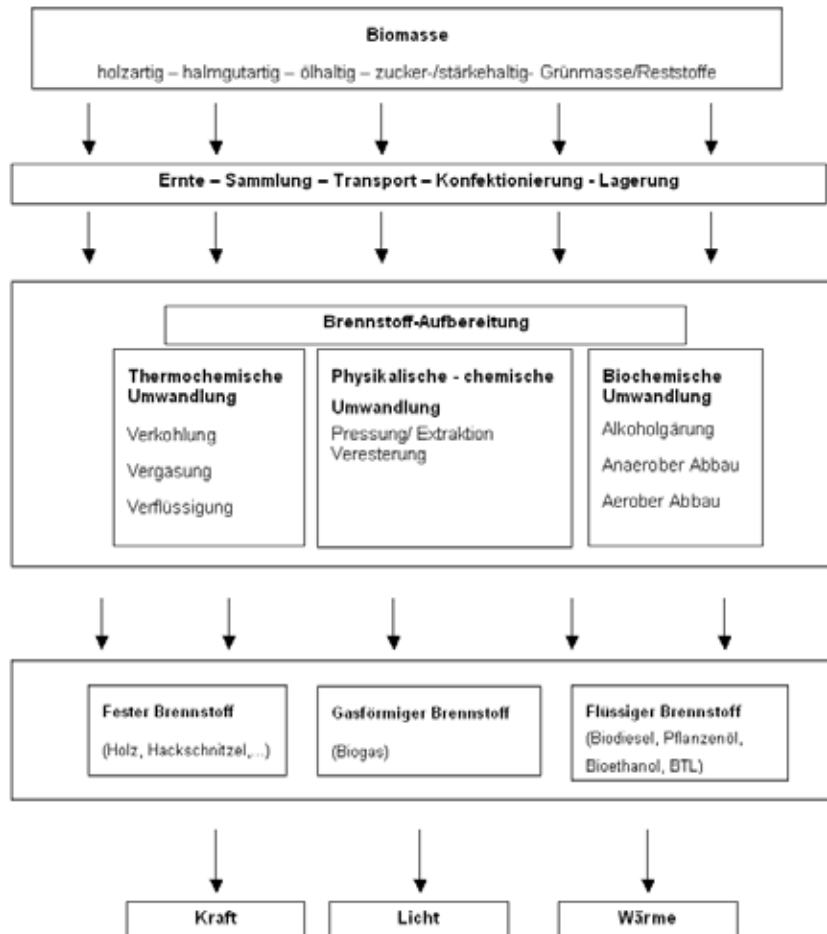 Biomasse
holzartig – halmgutartig – ölhaltig – zucker-/stärkehaltig- Grünmasse/Reststoffe
Ernte – Sammlung – Transport – Konfektionierung - Lagerung
Brennstoff-Aufbereitung
Thermochemische
Umwandlung
Verkohlung
Vergasung
Verflüssigung
Physikalische - chemische
Umwandlung
Pressung/ Extraktion
Veresterung
Biochemische
Umwandlung
Alkoholgärung
Anaerober Abbau
Aerober Abbau
Fester Brennstoff
(Holz, Hackschnitzel,...)
Gasförmiger Brennstoff
(Biogas)
Flüssiger Brennstoff
(Biodiesel, Pflanzenöl,
Bioethanol, BTL)
Kraft
Licht
Wärme